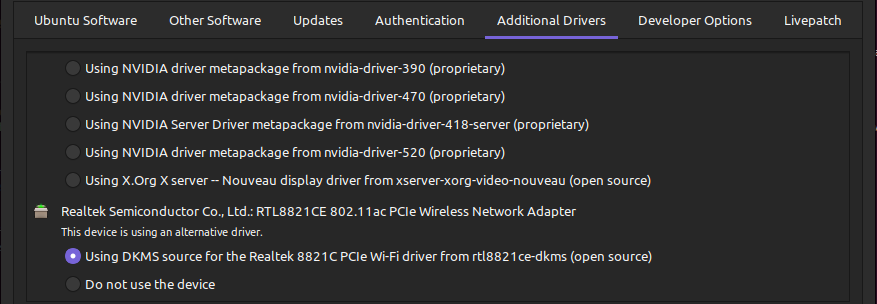 Ubuntu Software Other Software Updates Authentication Additional Drivers Developer Options Livepatch
Using NVIDIA driver metapackage from nvidia-driver-390 (proprietary)
Using NVIDIA driver metapackage from nvidia-driver-470 (proprietary)
Using NVIDIA Server Driver metapackage from nvidia-driver-418-server (proprietary)
Using NVIDIA driver metapackage from nvidia-driver-520 (proprietary)
Using X.Org X server -- Nouveau display driver from xserver-xorg-video-nouveau (open source)
Realtek Semiconductor Co., Ltd.: RTL8821CE 802.11ac PCIe Wireless Network Adapter
This device is using an alternative driver.
Using DKMS source for the Realtek 8821C PCIe Wi-Fi driver from rtl8821ce-dkms (open source)
Do not use the device